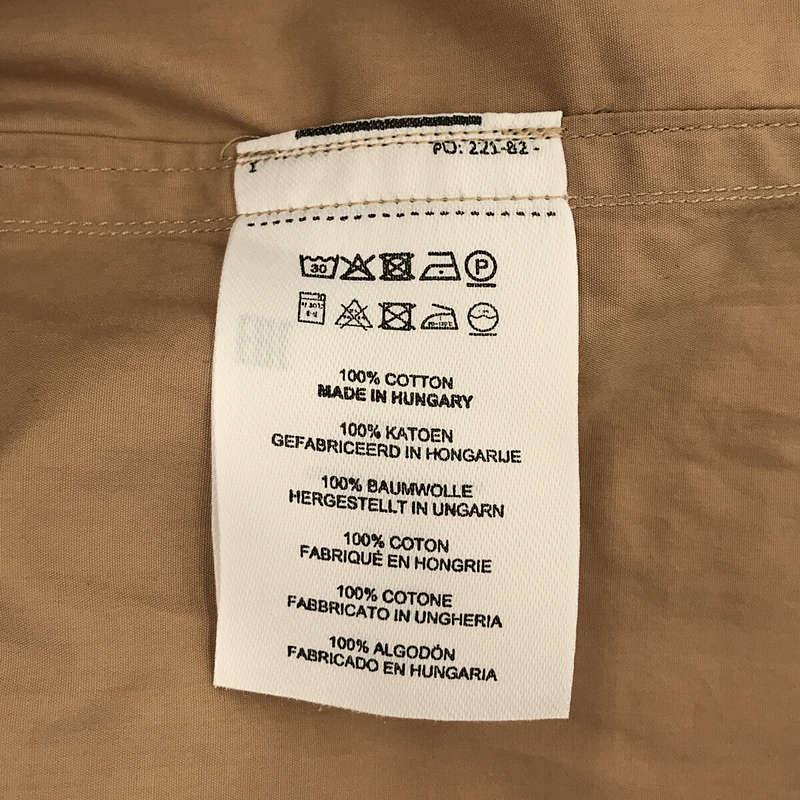 PO: 221-82-
30
P
100% COTTON
MADE IN HUNGARY
100% KATOEN
GEFABRICEERD IN HONGARIJE
100% BAUMWOLLE
HERGESTELLT IN UNGARN
100% COTON
FABRIQUÉ EN HONGRIE
100% COTONE
FABBRICATO IN UNGHERIA
100% ALGODÓN
FABRICADO EN HUNGARIA